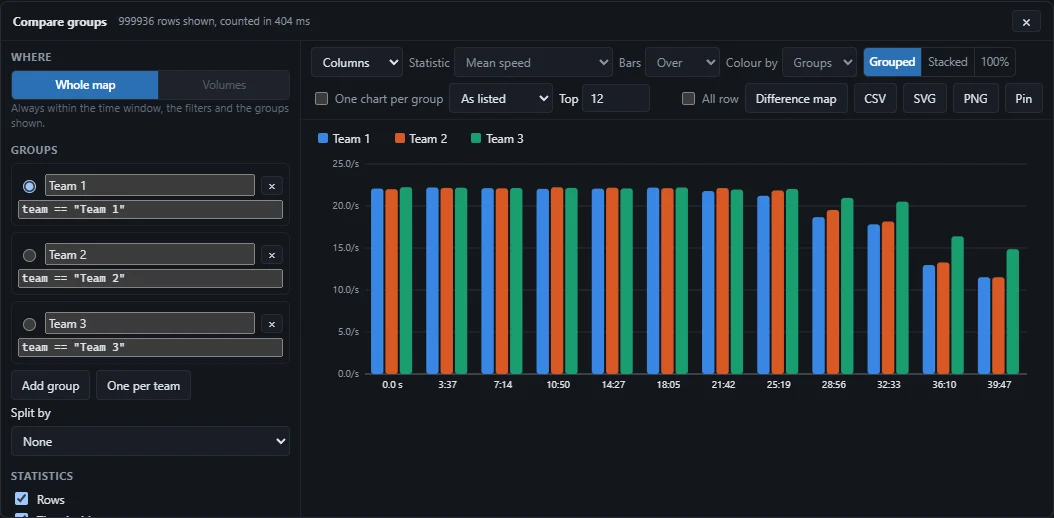 Compare groups 999936 rows shown, counted in 404 ms ×
WHERE
Whole map Volumes
Always within the time window, the filters and the groups
shown.
GROUPS
Team 1 ×
team == "Team 1"
Team 2 ×
team == "Team 2"
Team 3 ×
team == "Team 3"
Add group One per team
Split by
None
STATISTICS
Rows
Columns Statistic Mean speed Bars Over Colour by Groups Grouped Stacked 100%
One chart per group As listed Top 12 All row Difference map CSV SVG PNG Pin
Team 1 Team 2 Team 3
25.0/s
20.0/s
15.0/s
10.0/s
5.0/s
0.0/s
0.0 s 3:37 7:14 10:50 14:27 18:05 21:42 25:19 28:56 32:33 36:10 39:47